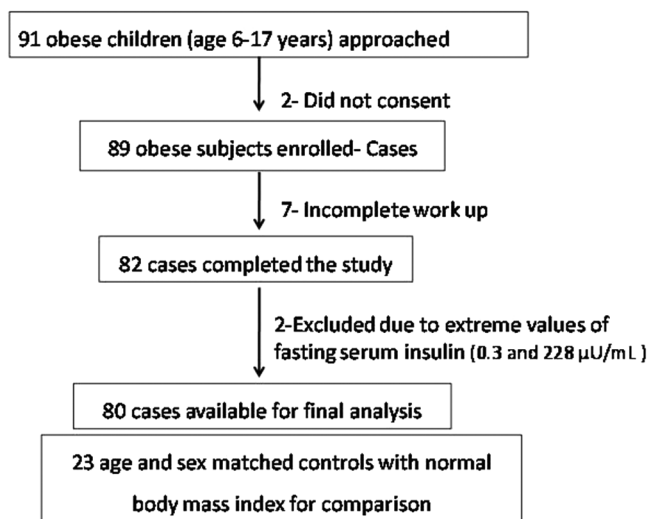 91 obese children (age 6-17 years) approached
2- Did not consent
89 obese subjects enrolled- Cases
7- Incomplete work up
82 cases completed the study
2-Excluded due to extreme values of
fasting serum insulin (0.3 and 228 µU/mL )
80 cases available for final analysis
23 age and sex matched controls with normal
body mass index for comparison